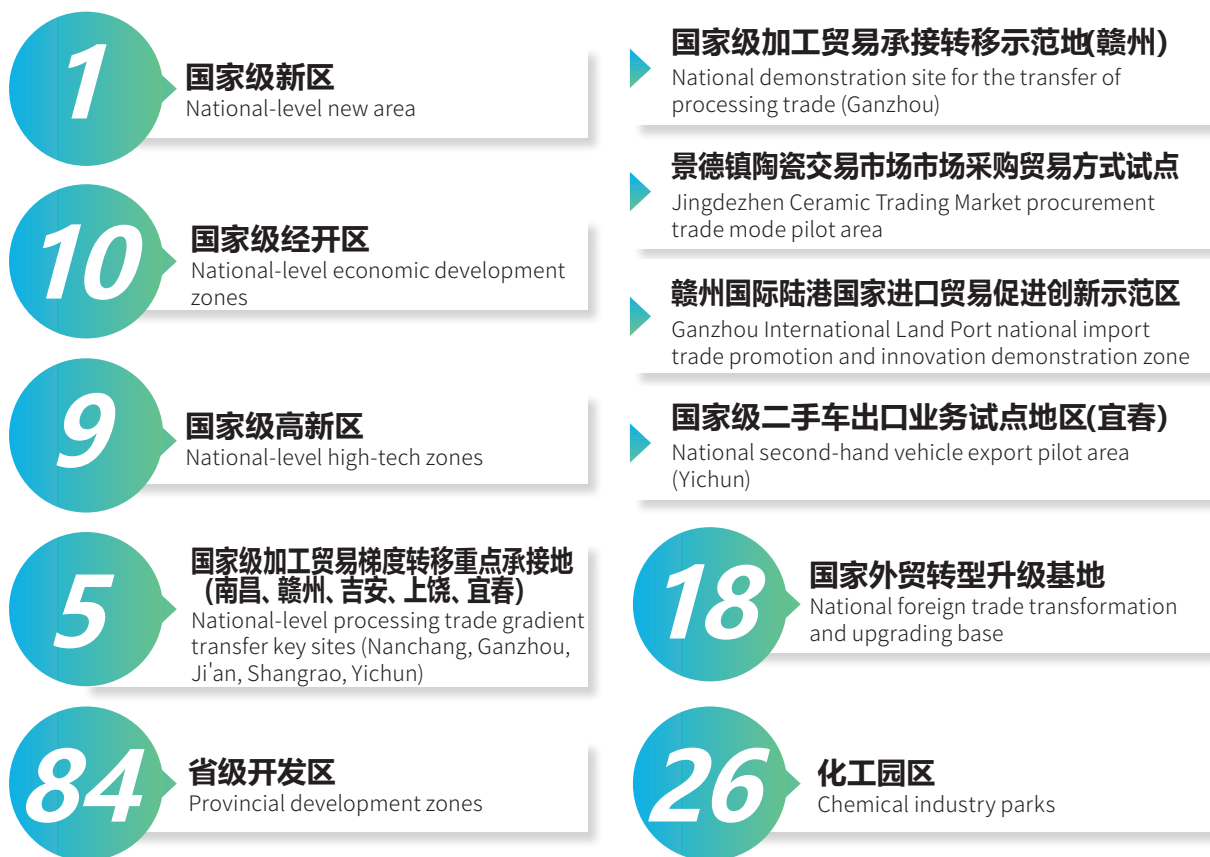 1
国家级新区
National-level new area
10
国家级经开区
National-level economic development
zones
9
国家级高新区
National-level high-tech zones
5
国家级加工贸易梯度转移重点承接地
(南昌、赣州、吉安、上饶、宜春)
National-level processing trade gradient
transfer key sites (Nanchang, Ganzhou,
Ji'an, Shangrao, Yichun)
84
省级开发区
Provincial development zones
国家级加工贸易承接转移示范地(赣州)
National demonstration site for the transfer of
processing trade (Ganzhou)
景德镇陶瓷交易市场市场采购贸易方式试点
Jingdezhen Ceramic Trading Market procurement
trade mode pilot area
赣州国际陆港国家进口贸易促进创新示范区
Ganzhou International Land Port national import
trade promotion and innovation demonstration zone
国家级二手车出口业务试点地区(宜春)
National second-hand vehicle export pilot area
(Yichun)
18
国家外贸转型升级基地
National foreign trade transformation
and upgrading base
26
化工园区
Chemical industry parks